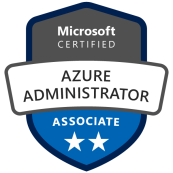 Microsoft
CERTIFIED
AZURE
ADMINISTRATOR
ASSOCIATE